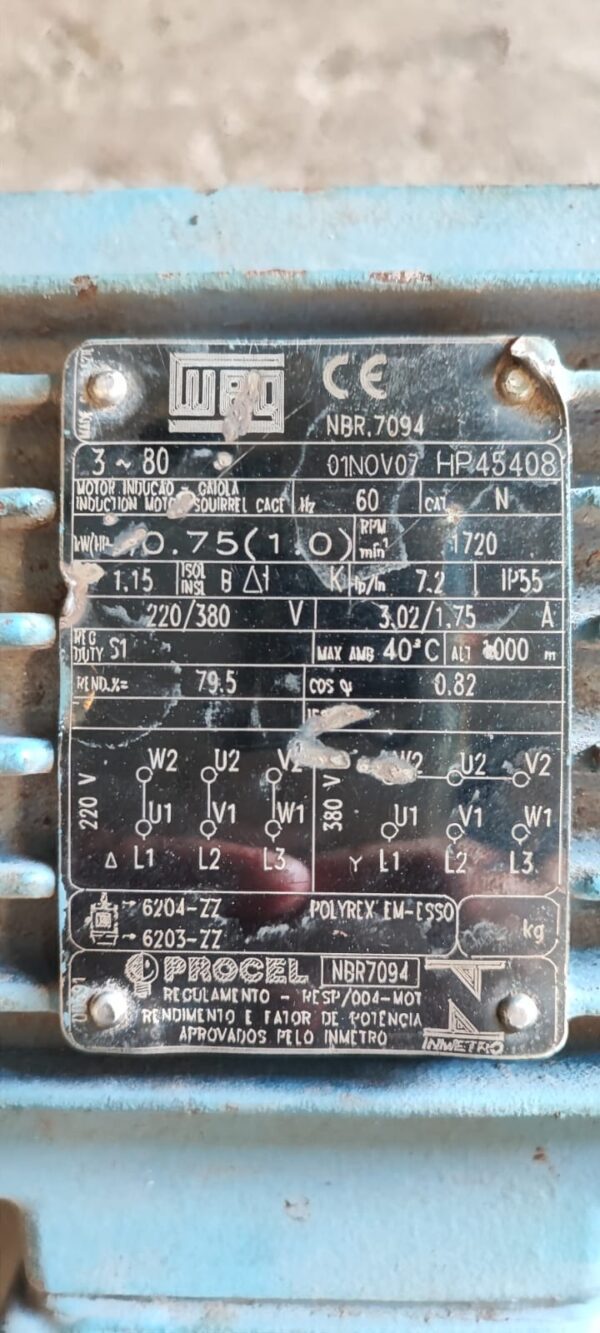 WEG CE
NBR.7094
3 ~ 80 01NOV07 HP45408
MOTOR INDUCAO - GAIOLA
INDUCTION MOTOR - SQUIRREL CAGE Hz 60 CAT. N
kW/HP 0.75(1.0) RPM min⁻¹ 1720
1.15 ISOL INSL B Δt K Ip/In 7.2 IP55
220/380 V 3.02/1.75 A
REG DUTY S1 MAX AMB 40°C ALT 1000 m
REND.%= 79.5 COS φ 0.82
220 V W2 U2 V2
U1 V1 W1
Δ L1 L2 L3
380 V W2 U2 V2
U1 V1 W1
Y L1 L2 L3
6204-ZZ POLYREX EM-ESSO
6203-ZZ kg
PROCEL NBR7094
REGULAMENTO - RESP/004-MOT
RENDIMENTO E FATOR DE POTÊNCIA
APROVADOS PELO INMETRO
INMETRO